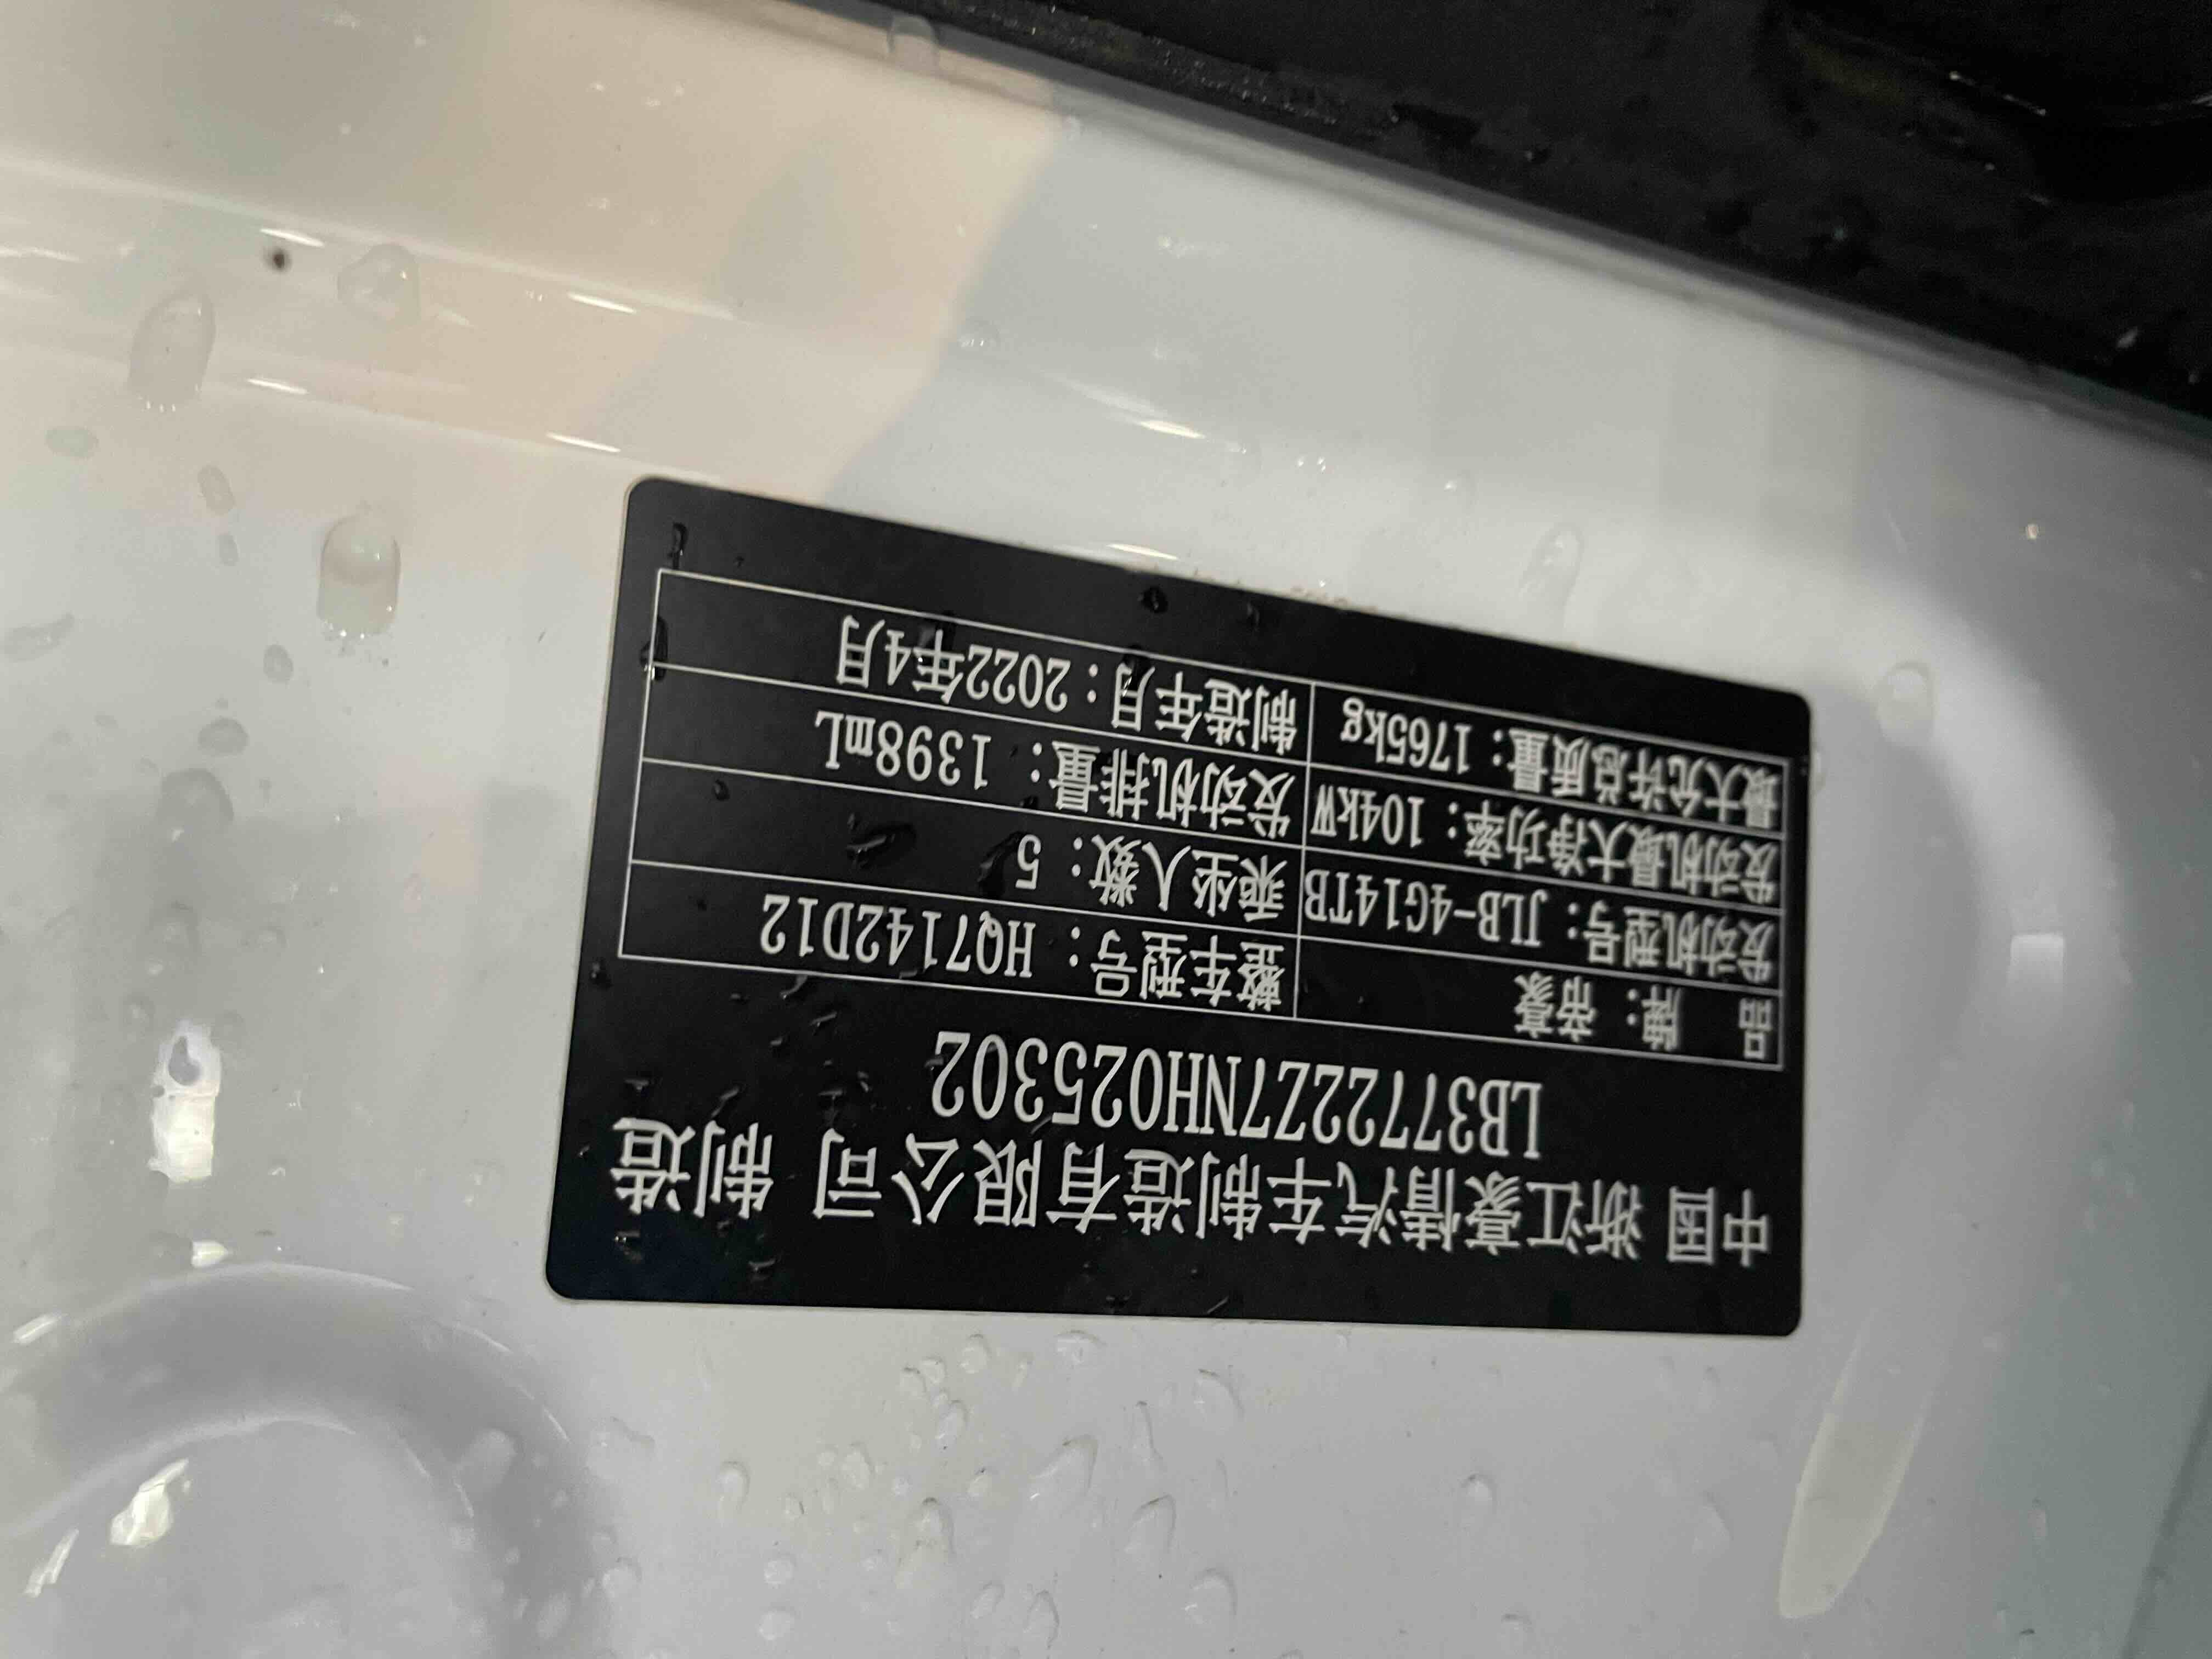 中国 浙江豪情汽车制造有限公司 制造
LB37722Z7NH025302
品 牌：帝豪 整车型号：HQ7142D12
发动机型号：JLB-4G14TB 乘坐人数：5
发动机最大净功率：104kW 发动机排量：1398mL
最大允许总质量：1765kg 制造年月：2022年4月